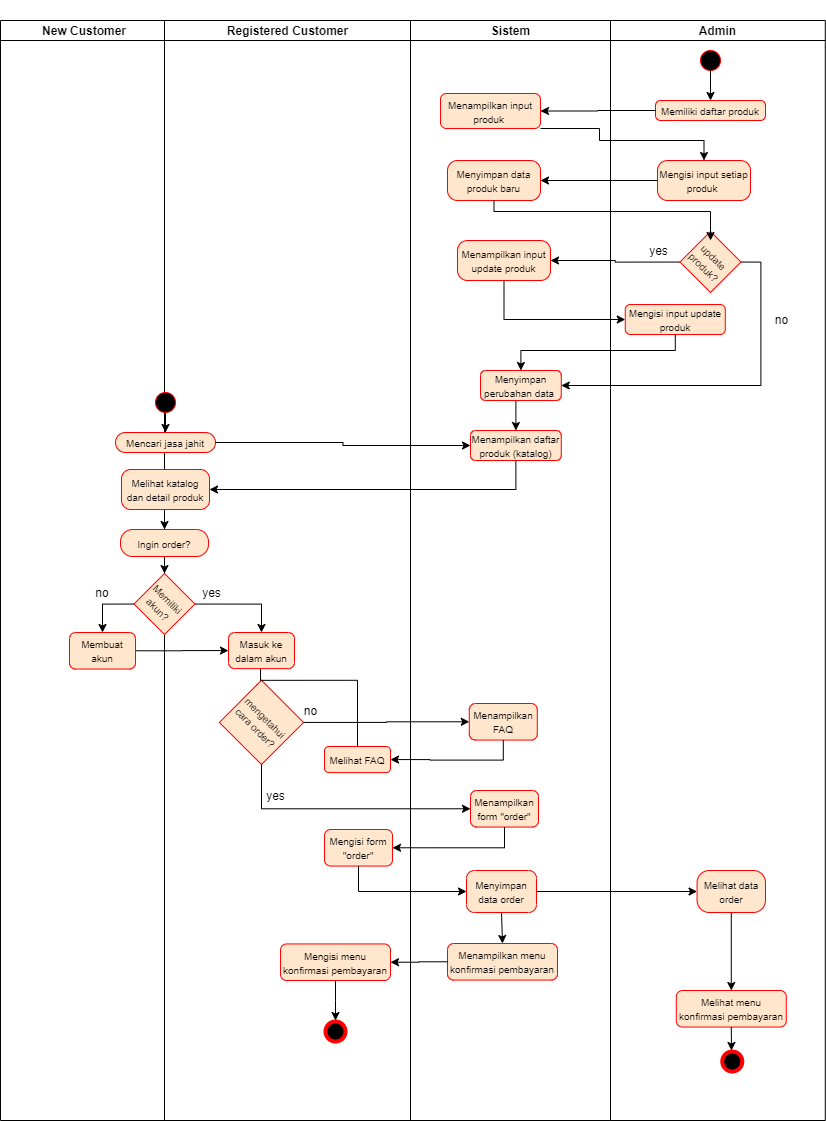 New Customer
Registered Customer
Sistem
Admin
Memiliki daftar produk
Menampilkan input
produk
Mengisi input setiap
produk
Menyimpan data
produk baru
update
produk?
yes
no
Menampilkan input
update produk
Mengisi input update
produk
Menyimpan
perubahan data
Mencari jasa jahit
Menampilkan daftar
produk (katalog)
Melihat katalog
dan detail produk
Ingin order?
Memiliki
akun?
no
yes
Membuat
akun
Masuk ke
dalam akun
mengetahui
cara order?
no
Menampilkan
FAQ
Melihat FAQ
yes
Menampilkan
form "order"
Mengisi form
"order"
Menyimpan
data order
Melihat data
order
Menampilkan menu
konfirmasi pembayaran
Mengisi menu
konfirmasi pembayaran
Melihat menu
konfirmasi pembayaran